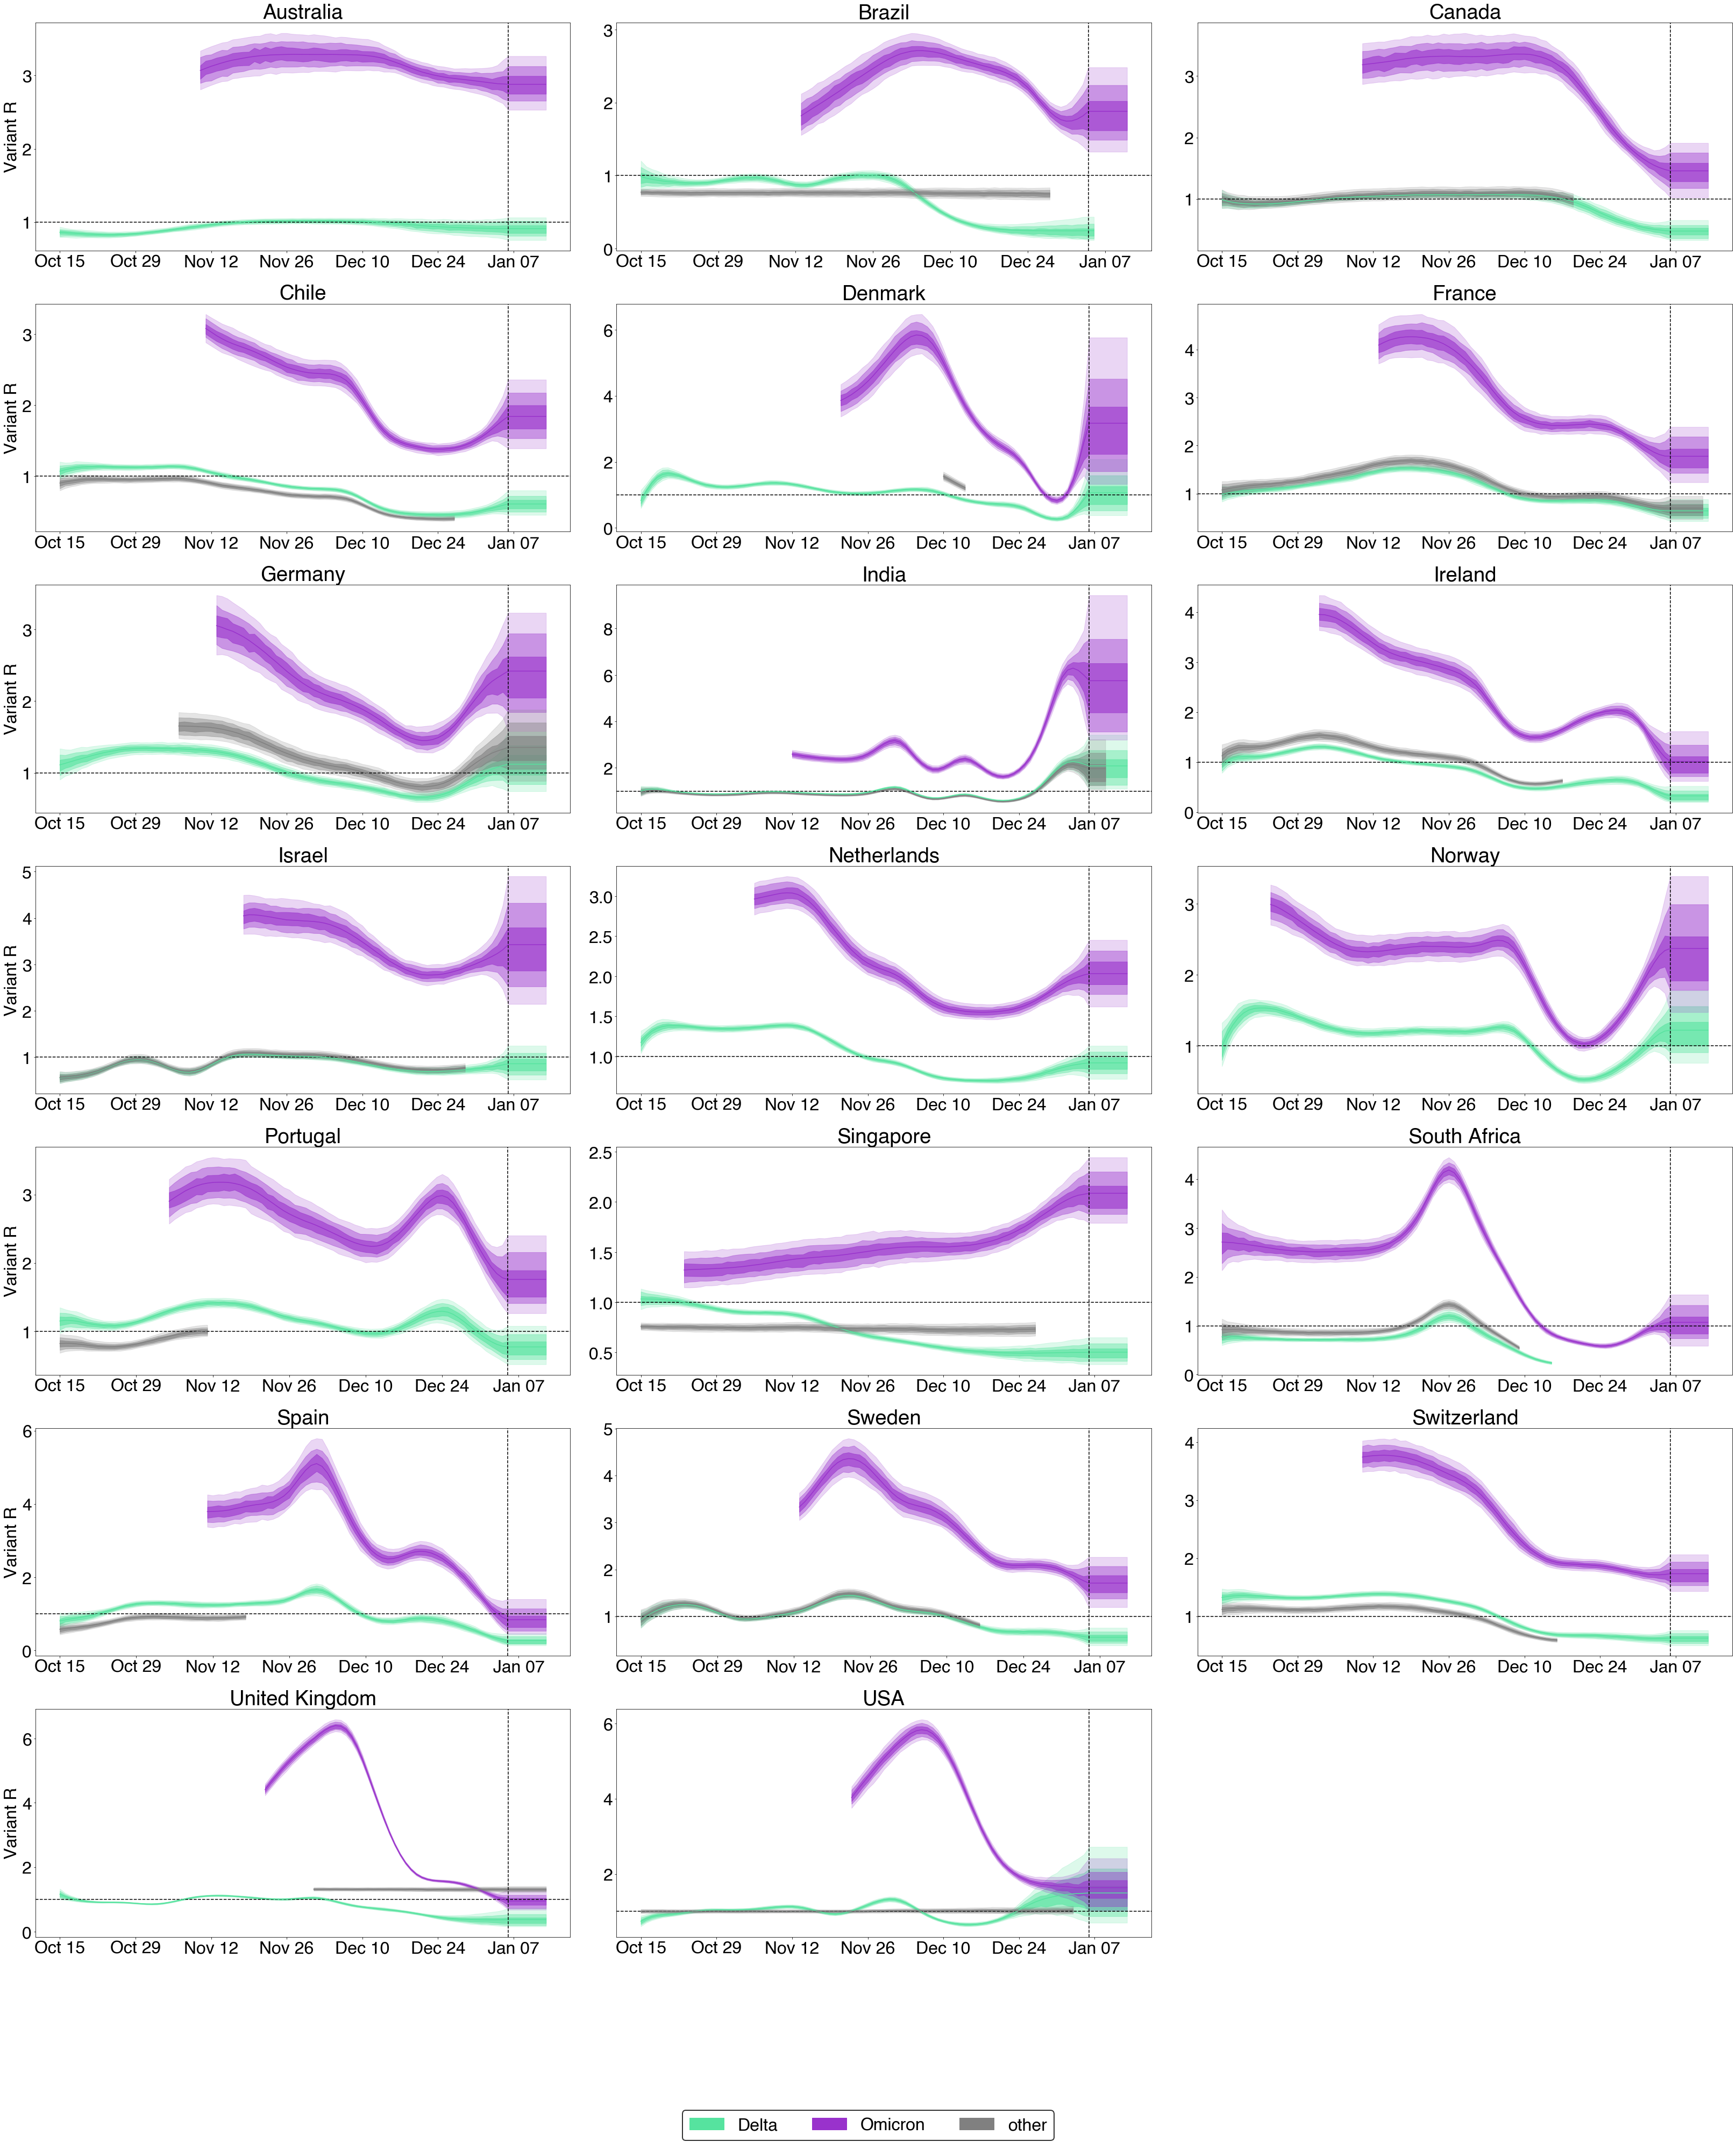 Australia Brazil Canada
Variant R
3 2 1
3 2 1 0
3 2 1
Oct 15 Oct 29 Nov 12 Nov 26 Dec 10 Dec 24 Jan 07
Oct 15 Oct 29 Nov 12 Nov 26 Dec 10 Dec 24 Jan 07
Oct 15 Oct 29 Nov 12 Nov 26 Dec 10 Dec 24 Jan 07
Chile Denmark France
Variant R
3 2 1
6 4 2 0
4 3 2 1
Oct 15 Oct 29 Nov 12 Nov 26 Dec 10 Dec 24 Jan 07
Oct 15 Oct 29 Nov 12 Nov 26 Dec 10 Dec 24 Jan 07
Oct 15 Oct 29 Nov 12 Nov 26 Dec 10 Dec 24 Jan 07
Germany India Ireland
Variant R
3 2 1
8 6 4 2
4 3 2 1 0
Oct 15 Oct 29 Nov 12 Nov 26 Dec 10 Dec 24 Jan 07
Oct 15 Oct 29 Nov 12 Nov 26 Dec 10 Dec 24 Jan 07
Oct 15 Oct 29 Nov 12 Nov 26 Dec 10 Dec 24 Jan 07
Israel Netherlands Norway
Variant R
5 4 3 2 1
3.0 2.5 2.0 1.5 1.0
3 2 1
Oct 15 Oct 29 Nov 12 Nov 26 Dec 10 Dec 24 Jan 07
Oct 15 Oct 29 Nov 12 Nov 26 Dec 10 Dec 24 Jan 07
Oct 15 Oct 29 Nov 12 Nov 26 Dec 10 Dec 24 Jan 07
Portugal Singapore South Africa
Variant R
3 2 1
2.5 2.0 1.5 1.0 0.5
4 3 2 1 0
Oct 15 Oct 29 Nov 12 Nov 26 Dec 10 Dec 24 Jan 07
Oct 15 Oct 29 Nov 12 Nov 26 Dec 10 Dec 24 Jan 07
Oct 15 Oct 29 Nov 12 Nov 26 Dec 10 Dec 24 Jan 07
Spain Sweden Switzerland
Variant R
6 4 2 0
5 4 3 2 1
4 3 2 1
Oct 15 Oct 29 Nov 12 Nov 26 Dec 10 Dec 24 Jan 07
Oct 15 Oct 29 Nov 12 Nov 26 Dec 10 Dec 24 Jan 07
Oct 15 Oct 29 Nov 12 Nov 26 Dec 10 Dec 24 Jan 07
United Kingdom USA
Variant R
6 4 2 0
6 4 2
Oct 15 Oct 29 Nov 12 Nov 26 Dec 10 Dec 24 Jan 07
Oct 15 Oct 29 Nov 12 Nov 26 Dec 10 Dec 24 Jan 07
Delta Omicron other